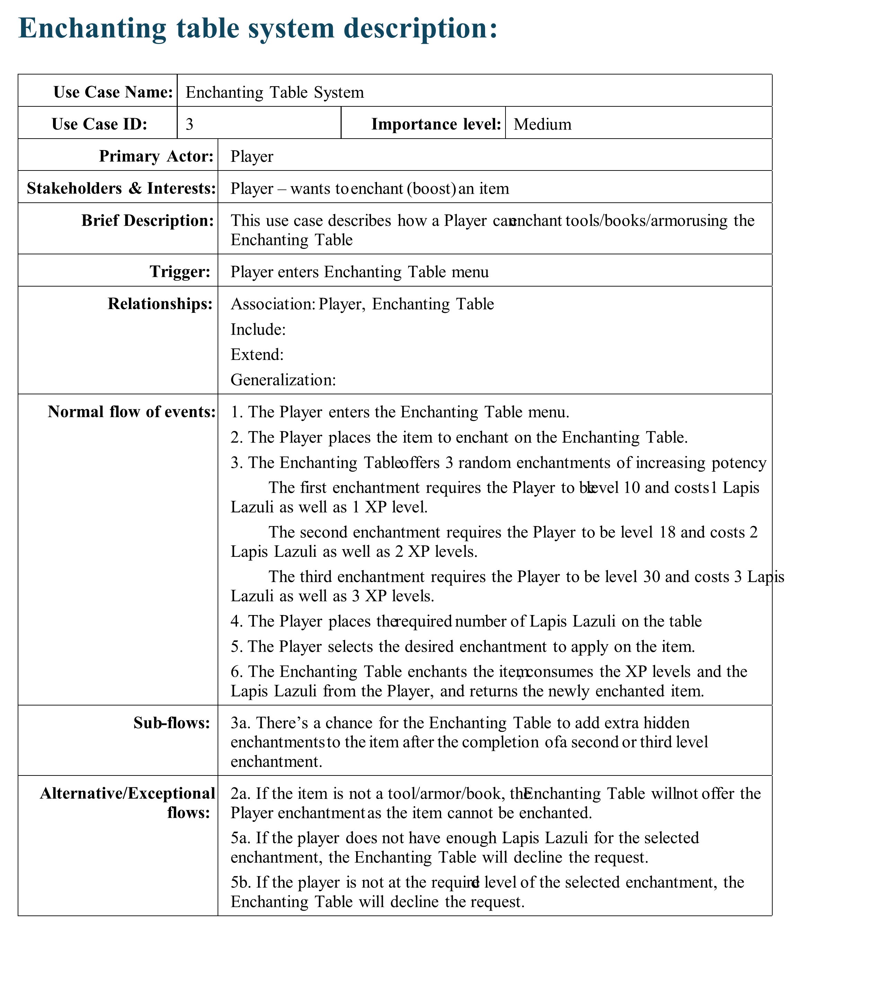 Enchanting table system description:
Use Case Name: Enchanting Table System
Use Case ID: 3 Importance level: Medium
Primary Actor: Player
Stakeholders & Interests: Player – wants to enchant (boost) an item
Brief Description: This use case describes how a Player can enchant tools/books/armor using the
Enchanting Table
Trigger: Player enters Enchanting Table menu
Relationships: Association: Player, Enchanting Table
Include:
Extend:
Generalization:
Normal flow of events: 1. The Player enters the Enchanting Table menu.
2. The Player places the item to enchant on the Enchanting Table.
3. The Enchanting Table offers 3 random enchantments of increasing potency
The first enchantment requires the Player to be level 10 and costs 1 Lapis
Lazuli as well as 1 XP level.
The second enchantment requires the Player to be level 18 and costs 2
Lapis Lazuli as well as 2 XP levels.
The third enchantment requires the Player to be level 30 and costs 3 Lapis
Lazuli as well as 3 XP levels.
4. The Player places the required number of Lapis Lazuli on the table
5. The Player selects the desired enchantment to apply on the item.
6. The Enchanting Table enchants the item, consumes the XP levels and the
Lapis Lazuli from the Player, and returns the newly enchanted item.
Sub-flows: 3a. There’s a chance for the Enchanting Table to add extra hidden
enchantments to the item after the completion of a second or third level
enchantment.
Alternative/Exceptional flows: 2a. If the item is not a tool/armor/book, the Enchanting Table will not offer the
Player enchantment as the item cannot be enchanted.
5a. If the player does not have enough Lapis Lazuli for the selected
enchantment, the Enchanting Table will decline the request.
5b. If the player is not at the required level of the selected enchantment, the
Enchanting Table will decline the request.